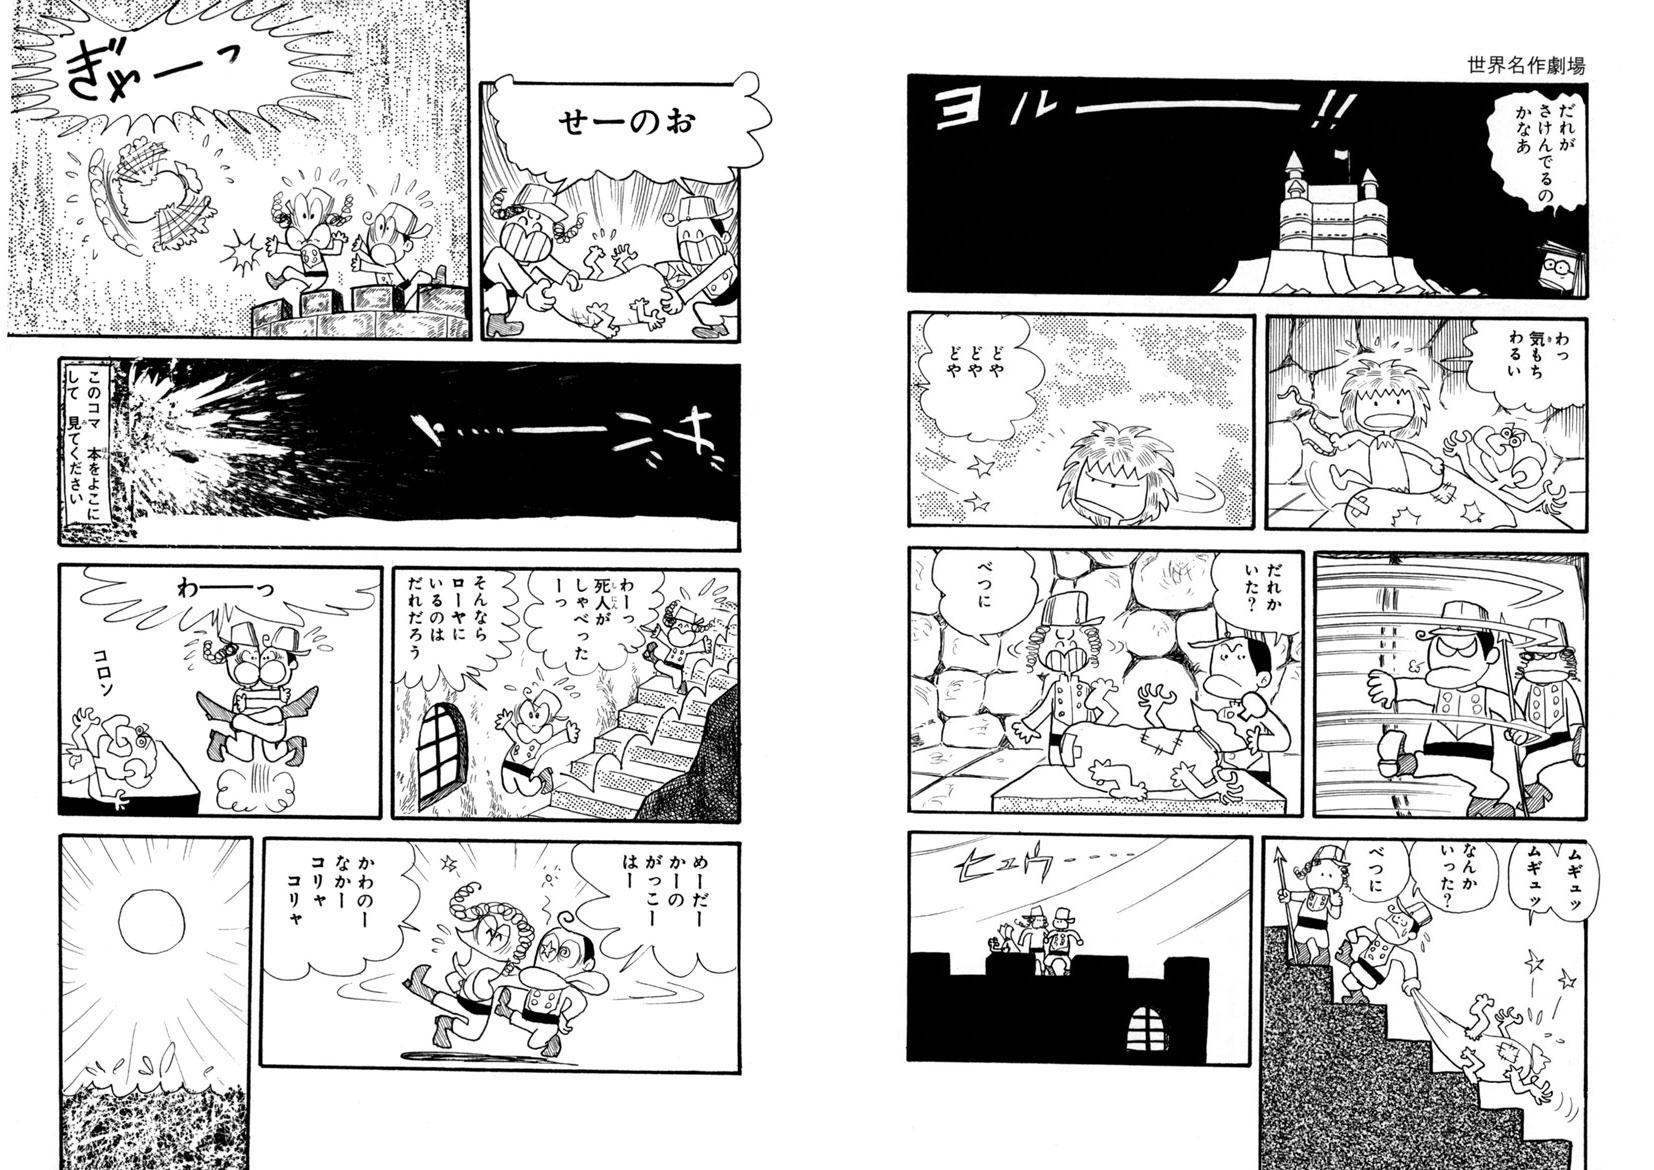 世界名作劇場
ヨルーーー!!
だれが
さけんでるの
かなあ
わっ
気もち
わるい
どや
どや
どや
だれか
いた?
べつに
ムギュッ
ムギュッ
なんか
いった?
べつに
ヒュウ・・・・・
せーのお
ぎゃーっ
このコマ 本をよこに
して 見てください
わーっ
死人が
しゃべった
ーっ
そんなら
ローヤに
いるのは
だれだろう
わ――っ
コロン
めーだー
かーの
がっこー
はー
かわのー
なかー
コリャ
コリャ